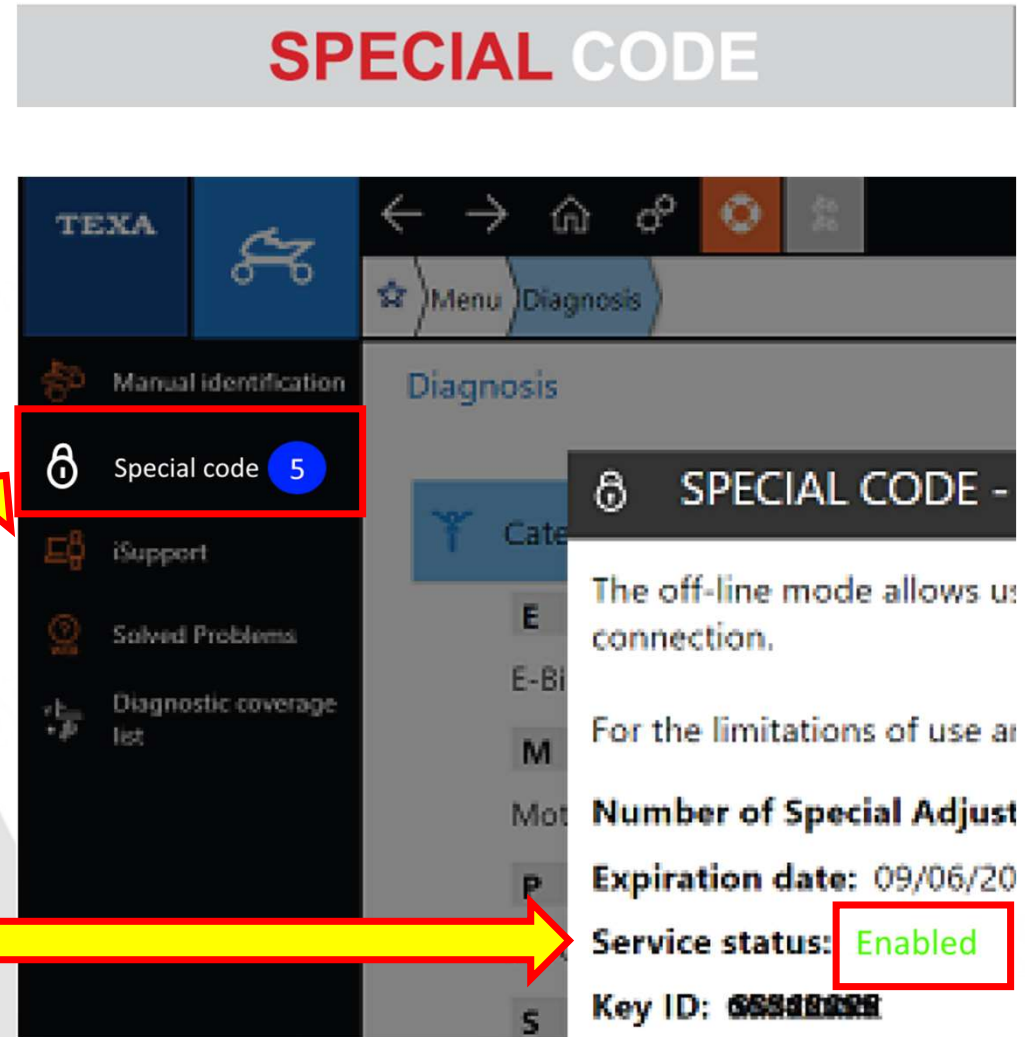 SPECIAL CODE
TEXA
Menu Diagnosis
Manual identification
Diagnosis
Special code 5
SPECIAL CODE -
Cate
iSupport
The off-line mode allows us
E
connection.
Solved Problems
E-Bi
Diagnostic coverage
list
For the limitations of use ar
M
Mot
Number of Special Adjust
P
Expiration date: 09/06/20
Service status: Enabled
S
Key ID: